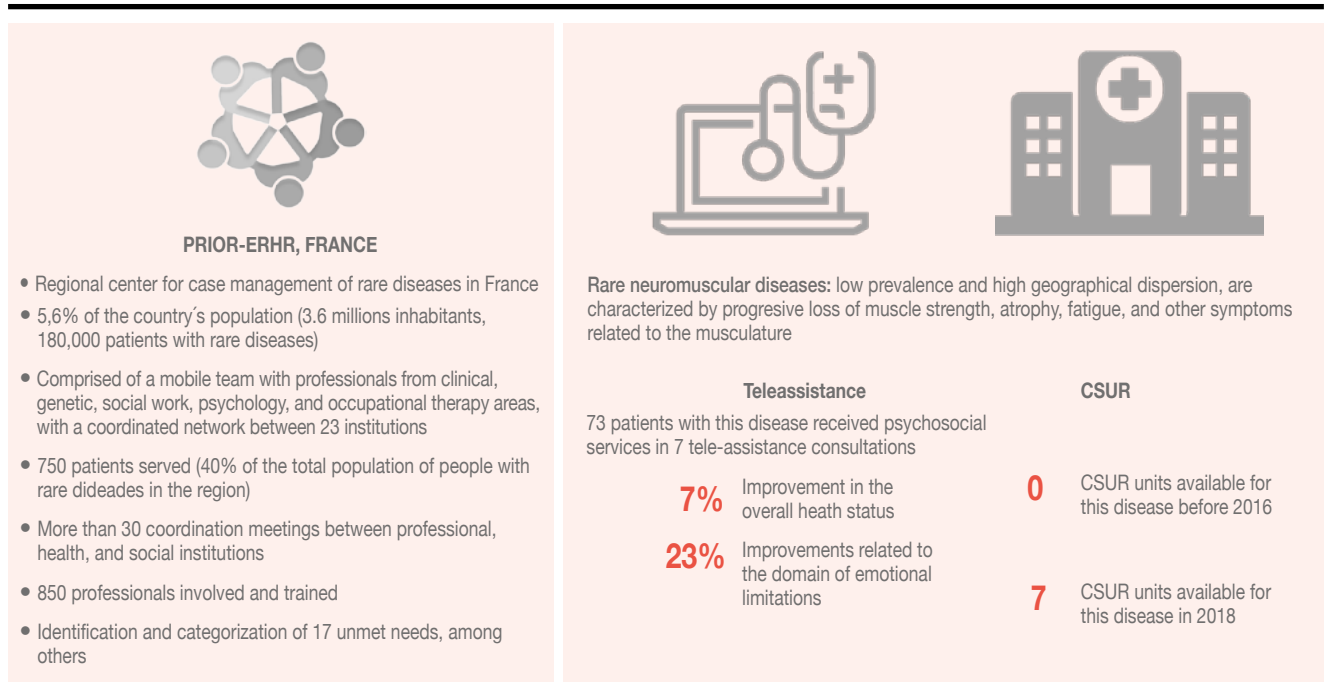 PRIOR-ERHR, FRANCE
• Regional center for case management of rare diseases in France
• 5,6% of the country´s population (3.6 millions inhabitants,
180,000 patients with rare diseases)
• Comprised of a mobile team with professionals from clinical,
genetic, social work, psychology, and occupational therapy areas,
with a coordinated network between 23 institutions
• 750 patients served (40% of the total population of people with
rare dideades in the region)
• More than 30 coordination meetings between professional,
health, and social institutions
• 850 professionals involved and trained
• Identification and categorization of 17 unmet needs, among
others
Rare neuromuscular diseases: low prevalence and high geographical dispersion, are
characterized by progresive loss of muscle strength, atrophy, fatigue, and other symptoms
related to the musculature
Teleassistance
73 patients with this disease received psychosocial
services in 7 tele-assistance consultations
7% Improvement in the
overall heath status
23% Improvements related to
the domain of emotional
limitations
CSUR
0 CSUR units available for
this disease before 2016
7 CSUR units available for
this disease in 2018